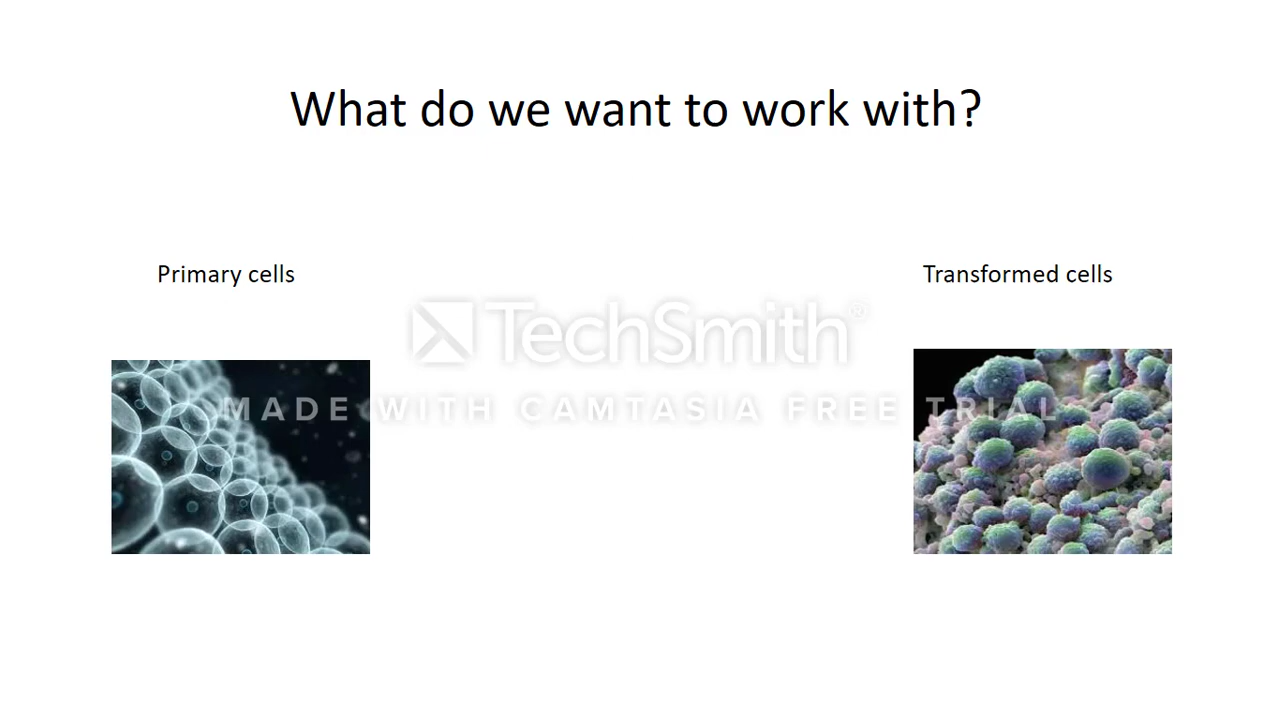 What do we want to work with?
Primary cells
Transformed cells
TechSmith®
MADE WITH CAMTASIA FREE TRIAL